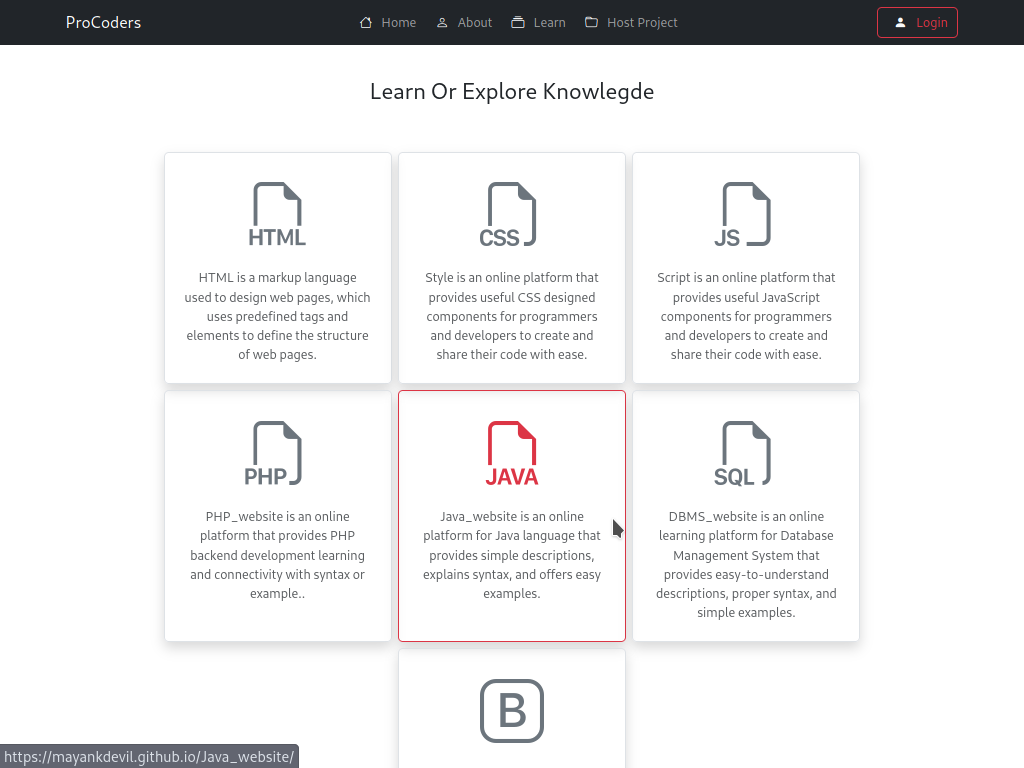 ProCoders
Home
About
Learn
Host Project
Login
Learn Or Explore Knowlegde
HTML
HTML is a markup language
used to design web pages, which
uses predefined tags and
elements to define the structure
of web pages.
CSS
Style is an online platform that
provides useful CSS designed
components for programmers
and developers to create and
share their code with ease.
JS
Script is an online platform that
provides useful JavaScript
components for programmers
and developers to create and
share their code with ease.
PHP
PHP_website is an online
platform that provides PHP
backend development learning
and connectivity with syntax or
example..
JAVA
Java_website is an online
platform for Java language that
provides simple descriptions,
explains syntax, and offers easy
examples.
SQL
DBMS_website is an online
learning platform for Database
Management System that
provides easy-to-understand
descriptions, proper syntax, and
simple examples.
B
https://mayankdevil.github.io/Java_website/